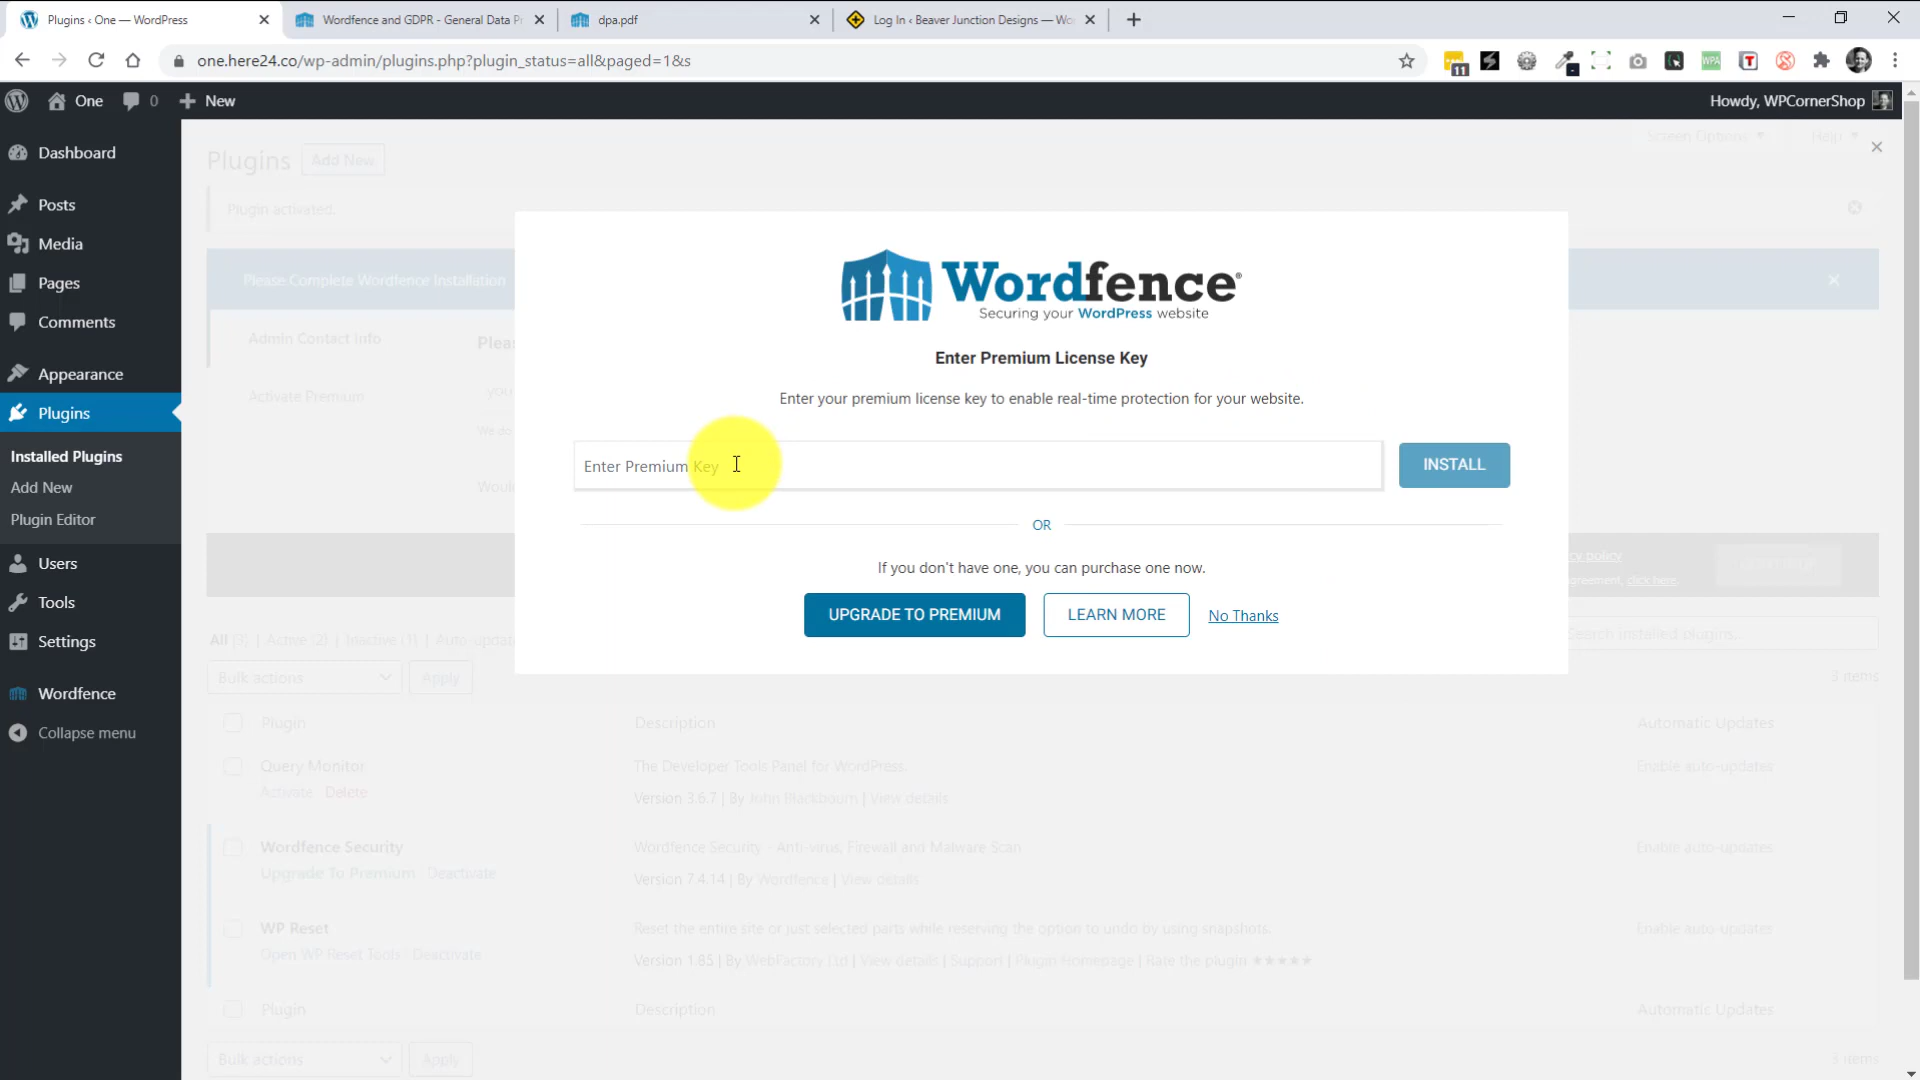 Plugins ‹ One — WordPress
Wordfence and GDPR - General Data P
dpa.pdf
Log In ‹ Beaver Junction Designs — Wo
one.here24.co/wp-admin/plugins.php?plugin_status=all&paged=1&s
11
WPA
T
One
0
New
Howdy, WPCornerShop
Dashboard
Posts
Media
Pages
Comments
Appearance
Plugins
Installed Plugins
Add New
Plugin Editor
Users
Tools
Settings
Wordfence
Collapse menu
Screen Options
Help
Plugins
Add New
Plugin activated.
Please Complete Wordfence Installation
Admin Contact Info
Pleas
Activate Premium
you
We do
Would
Wordfence®
Securing your WordPress website
Enter Premium License Key
Enter your premium license key to enable real-time protection for your website.
Enter Premium Key
INSTALL
OR
If you don't have one, you can purchase one now.
UPGRADE TO PREMIUM
LEARN MORE
No Thanks
cy policy
agreement, click here.
All (3) | Active (2) | Inactive (1) | Auto-update
Search installed plugins...
Bulk actions
Apply
3 items
Plugin
Description
Automatic Updates
Query Monitor
The Developer Tools Panel for WordPress.
Enable auto-updates
Activate Delete
Version 3.6.7 | By John Blackbourn | View details
Wordfence Security
Wordfence Security - Anti-virus, Firewall and Malware Scan
Enable auto-updates
Upgrade To Premium Deactivate
Version 7.4.14 | By Wordfence | View details
WP Reset
Reset the entire site or just selected parts while reserving the option to undo by using snapshots.
Enable auto-updates
Open WP Reset Tools Deactivate
Version 1.85 | By WebFactory Ltd | View details | Support | Plugin Homepage | Rate the plugin ★★★★★
Plugin
Description
Automatic Updates
Bulk actions
Apply
3 items